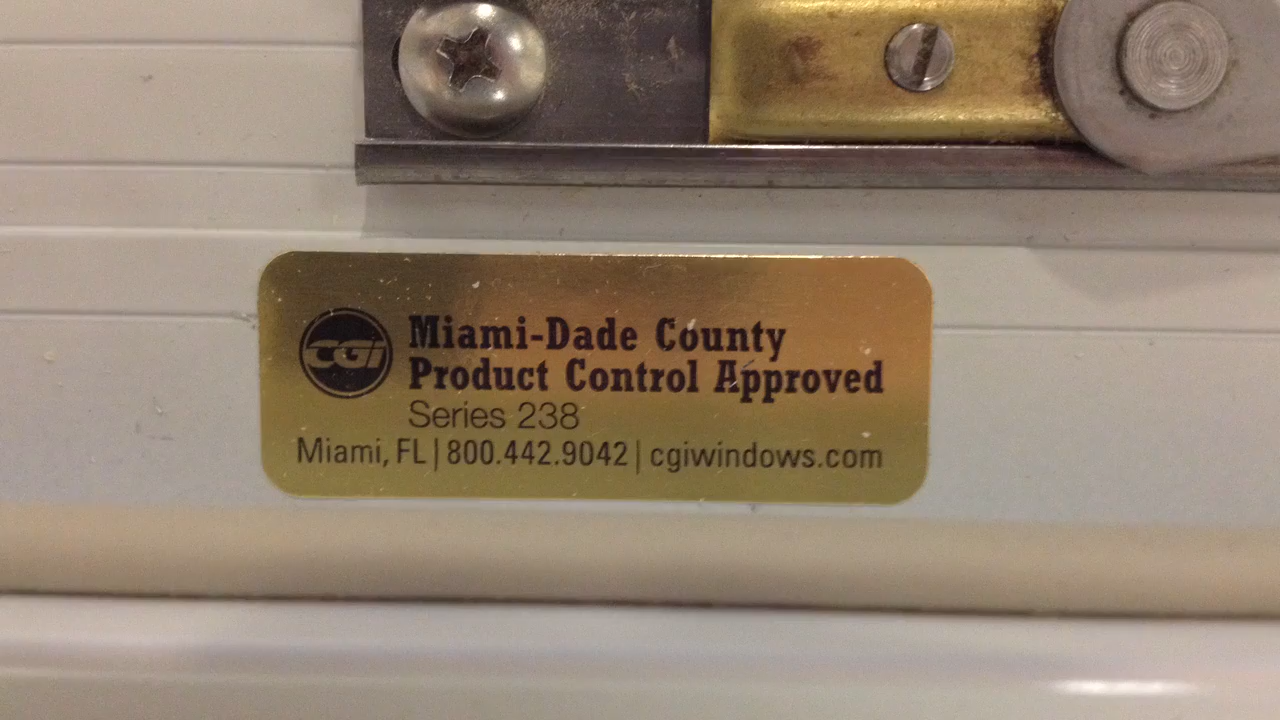 CGI
Miami-Dade County
Product Control Approved
Series 238
Miami, FL | 800.442.9042 | cgiwindows.com